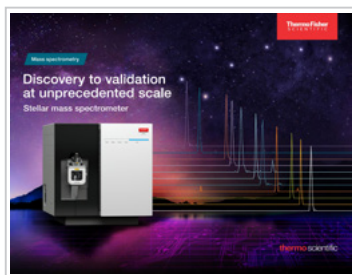 ThermoFisher
SCIENTIFIC
Mass spectrometry
Discovery to validation
at unprecedented scale
Stellar mass spectrometer
thermo scientific